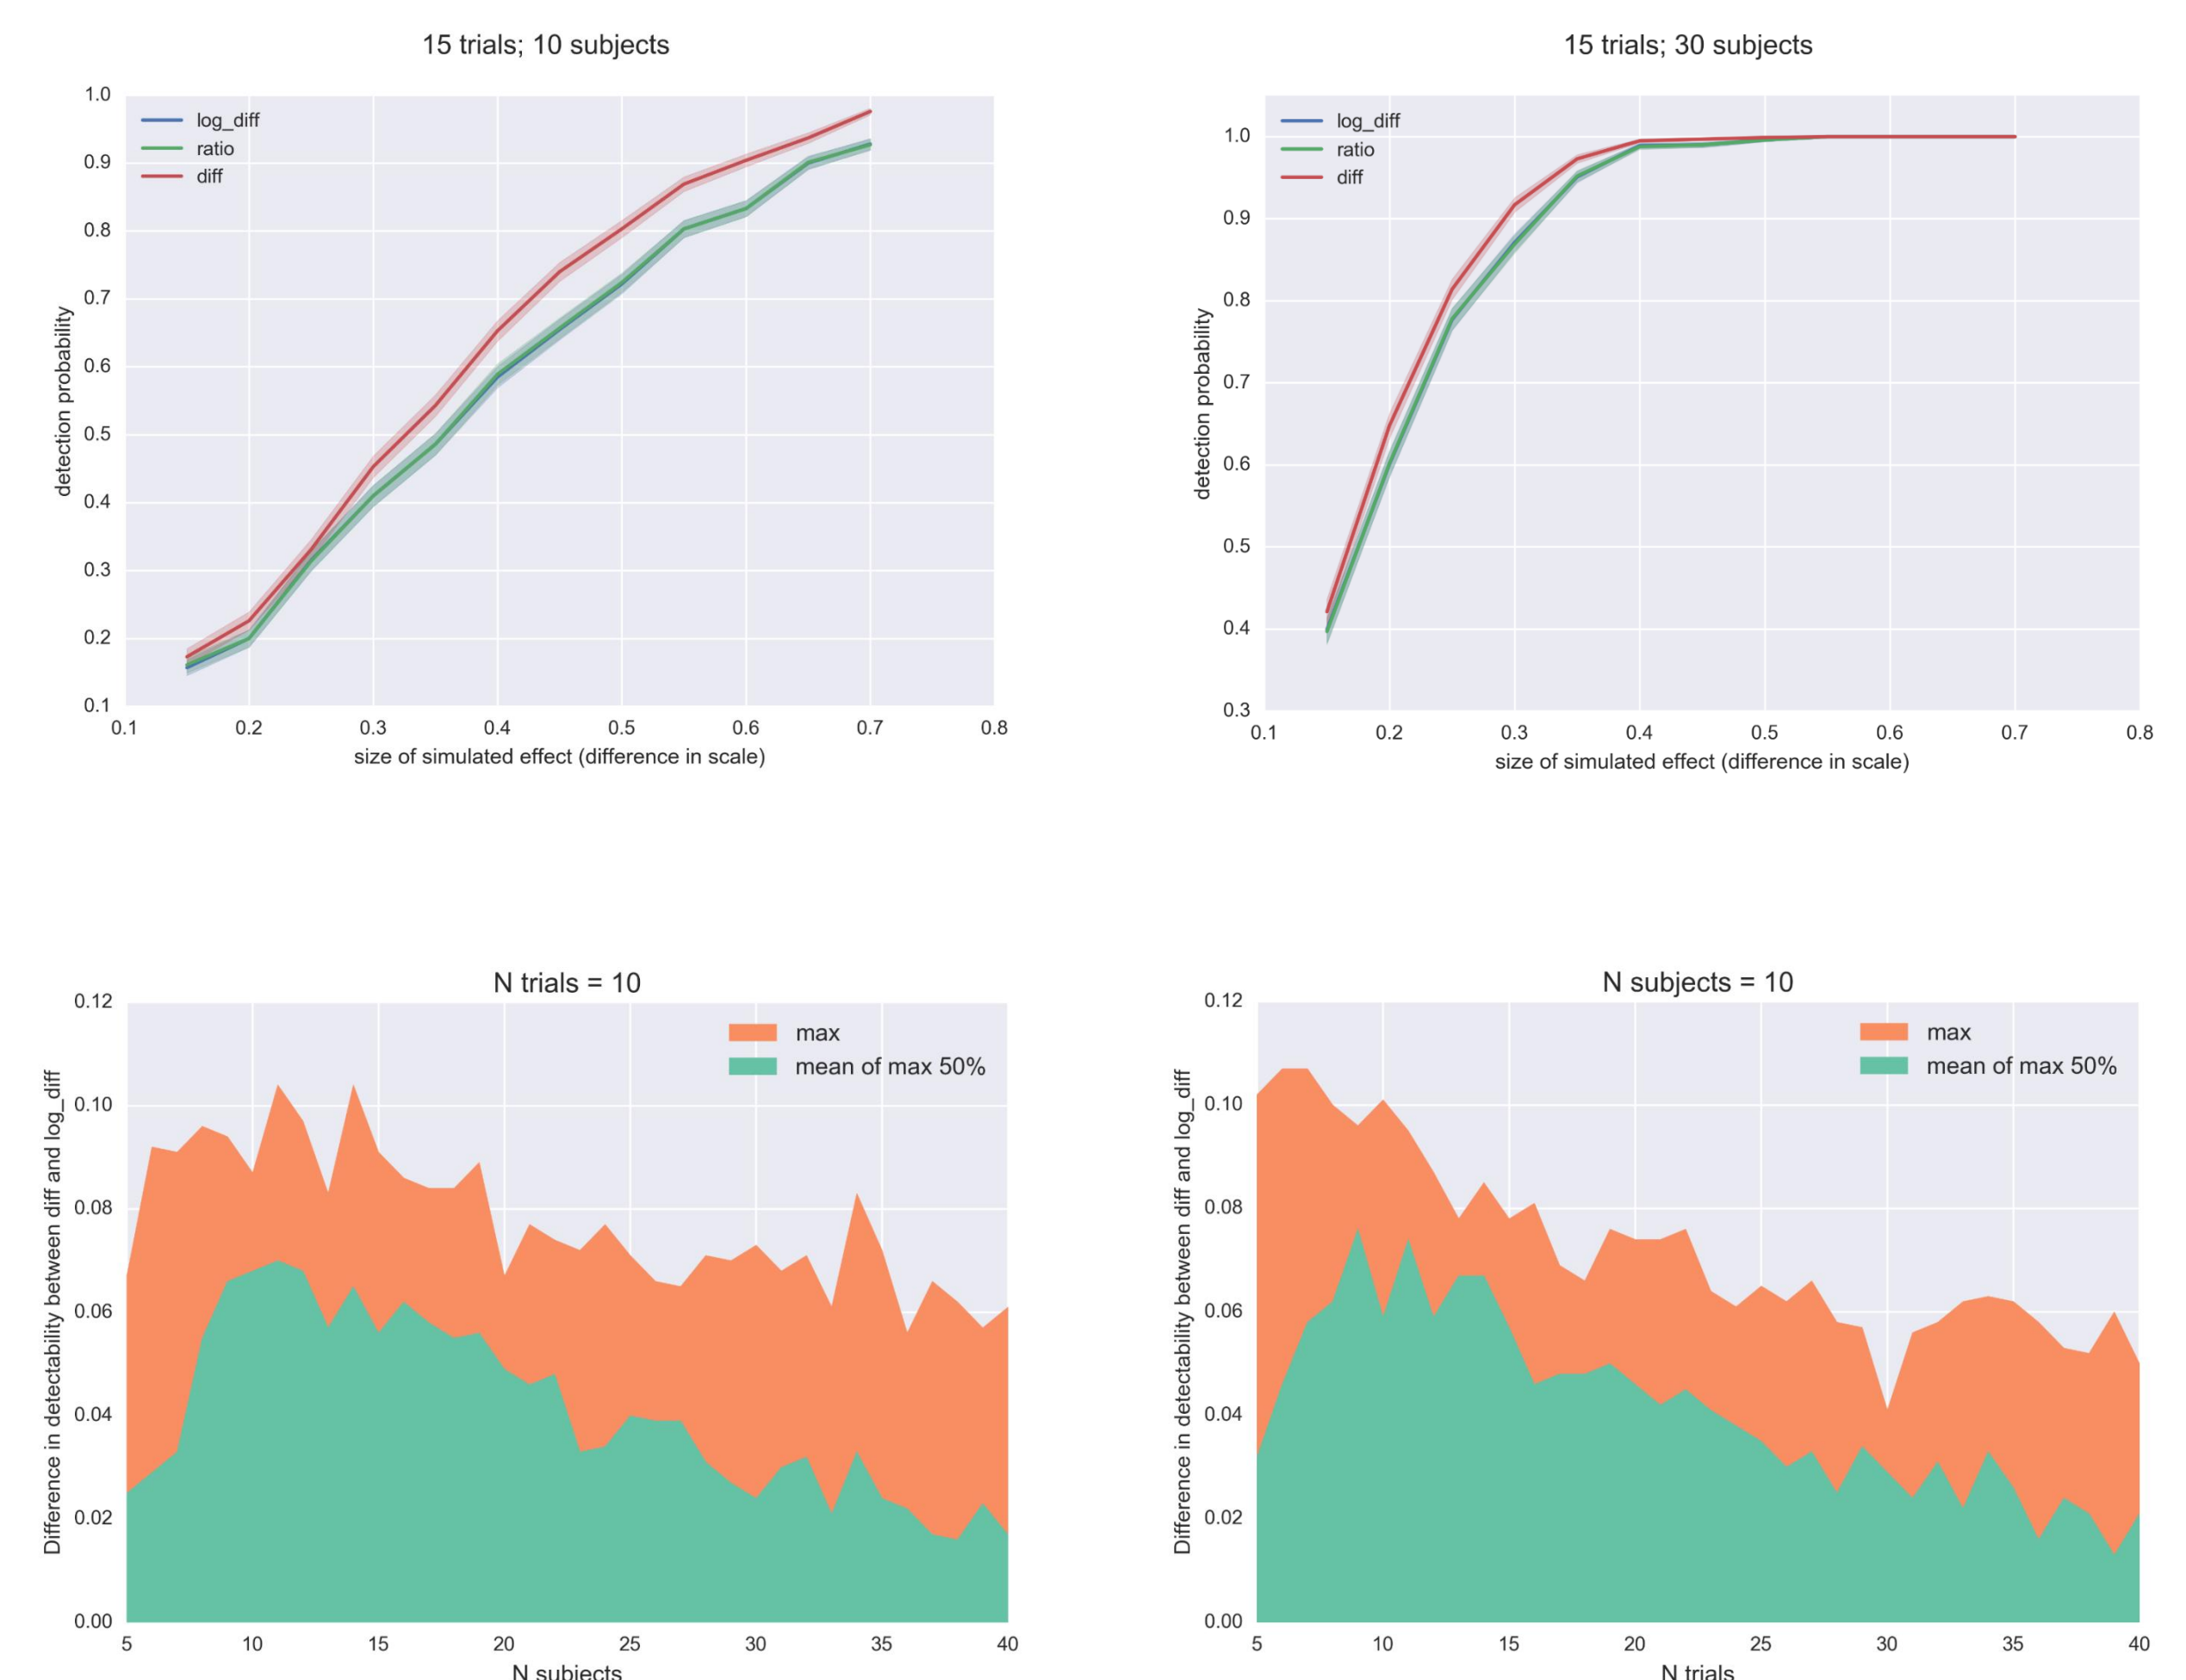 15 trials; 10 subjects
1.0
0.9
0.8
0.7
0.6
0.5
0.4
0.3
0.2
0.1
detection probability
log_diff
ratio
diff
0.1 0.2 0.3 0.4 0.5 0.6 0.7 0.8
size of simulated effect (difference in scale)
15 trials; 30 subjects
1.0
0.9
0.8
0.7
0.6
0.5
0.4
0.3
detection probability
log_diff
ratio
diff
0.1 0.2 0.3 0.4 0.5 0.6 0.7 0.8
size of simulated effect (difference in scale)
N trials = 10
0.12
0.10
0.08
0.06
0.04
0.02
0.00
Difference in detectability between diff and log_diff
max
mean of max 50%
5 10 15 20 25 30 35 40
N subjects
N subjects = 10
0.12
0.10
0.08
0.06
0.04
0.02
0.00
Difference in detectability between diff and log_diff
max
mean of max 50%
5 10 15 20 25 30 35 40
N trials